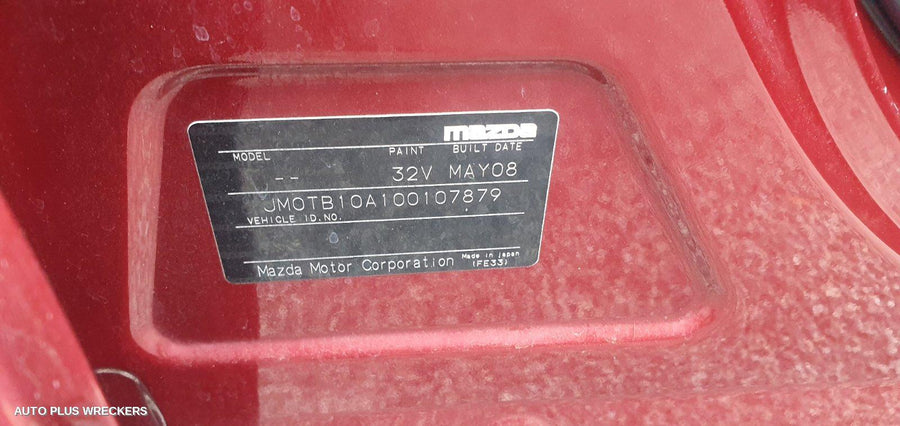 mazda
MODEL PAINT BUILT DATE
-- 32V MAY08
JM0TB10A100107879
VEHICLE ID.NO.
Mazda Motor Corporation Made in Japan
(FE33)
AUTO PLUS WRECKERS